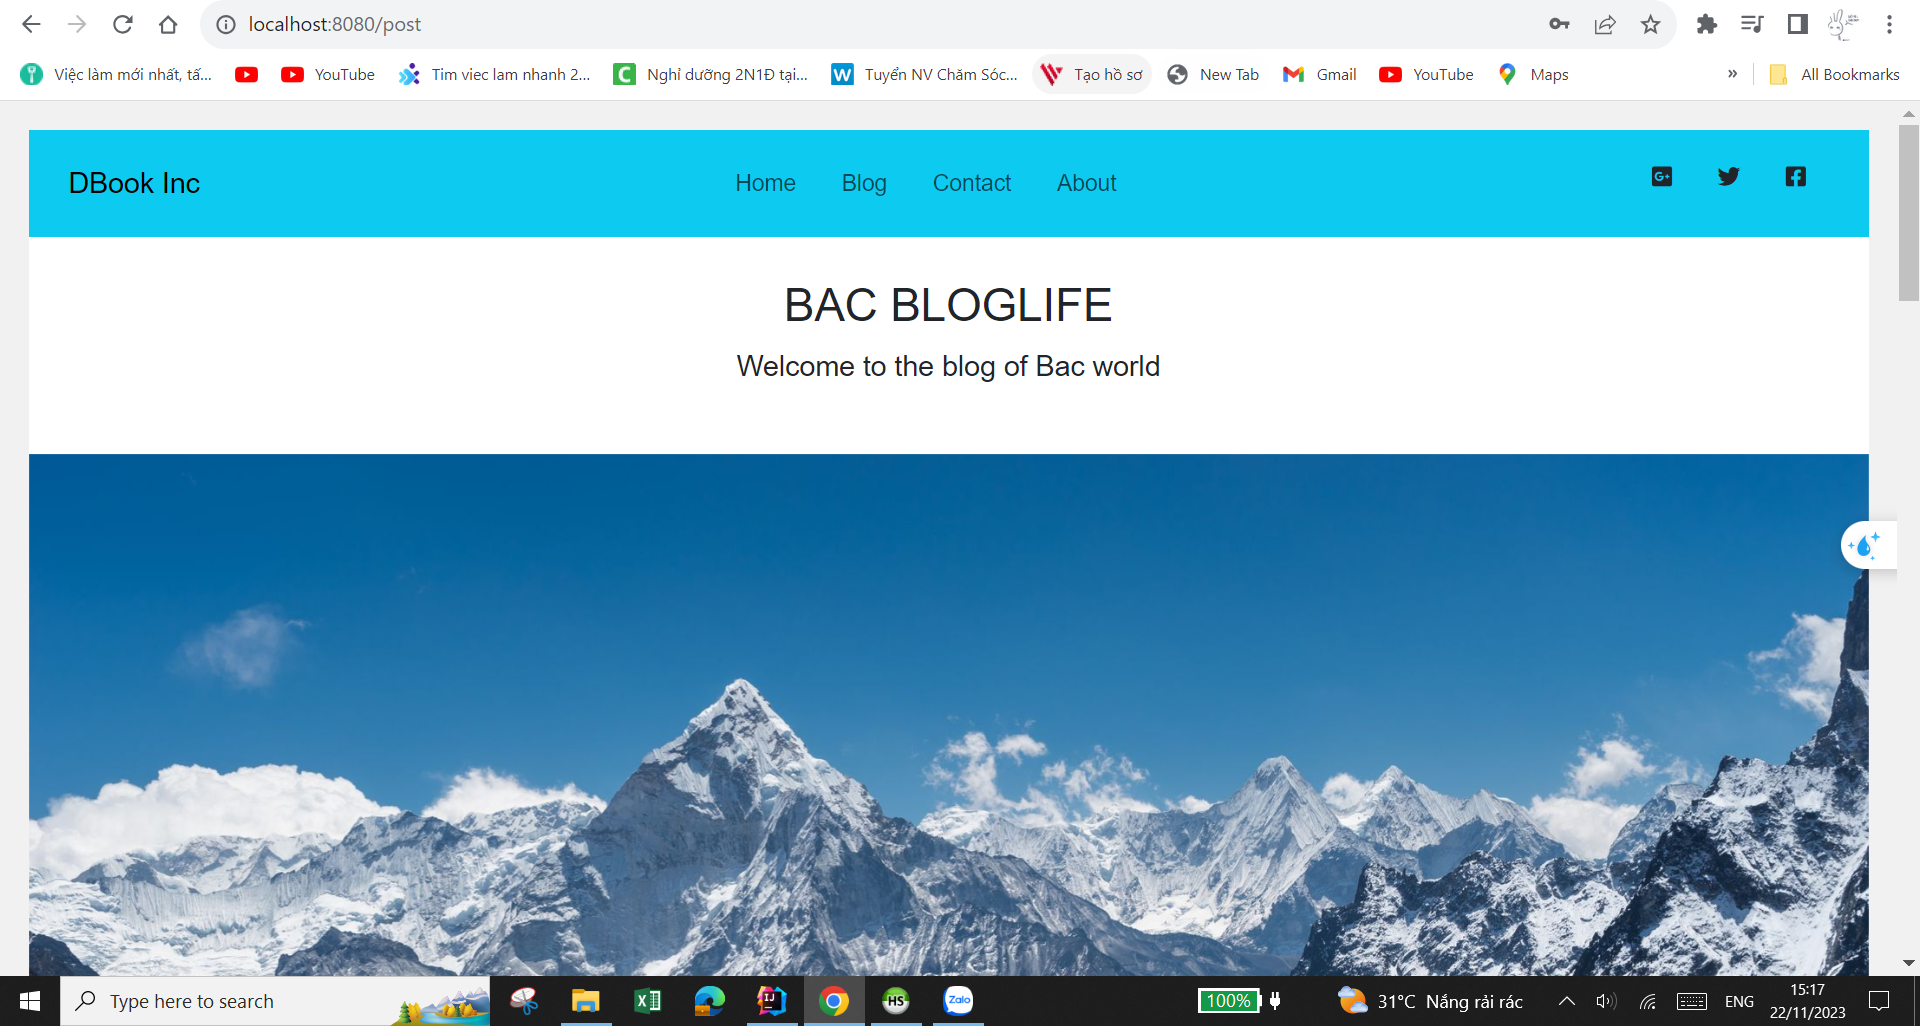 localhost:8080/post
Việc làm mới nhất, tấ...
YouTube
Tim viec lam nhanh 2...
Nghỉ dưỡng 2N1Đ tại...
Tuyển NV Chăm Sóc...
Tạo hồ sơ
New Tab
Gmail
YouTube
Maps
»
All Bookmarks
DBook Inc
Home
Blog
Contact
About
BAC BLOGLIFE
Welcome to the blog of Bac world
Type here to search
HS
Zalo
100%
31°C Nắng rải rác
ENG
15:17
22/11/2023